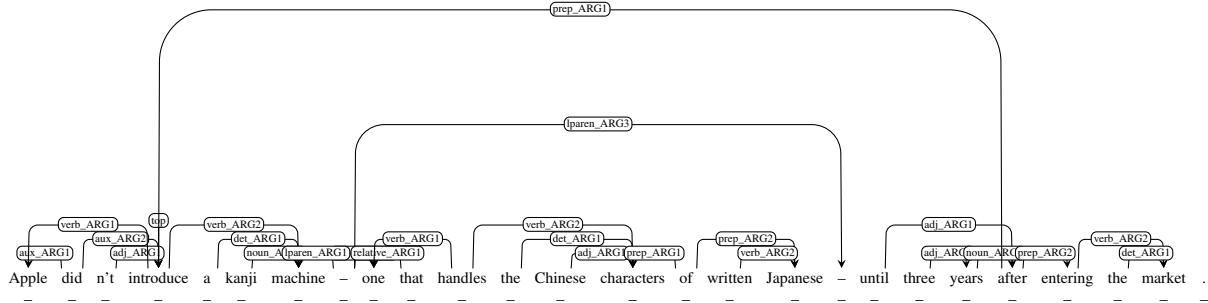 prep_ARG1
lparen_ARG3
top
verb_ARG1 verb_ARG2 verb_ARG2 adj_ARG1
aux_ARG2 det_ARG1 verb_ARG1 det_ARG1 prep_ARG2 verb_ARG2
aux_ARG1 adj_ARG1 lparen_ARG1 relative_ARG1 adj_ARG1 prep_ARG1 verb_ARG2 prep_ARG2 det_ARG1
Apple did n't introduce a kanji machine – one that handles the Chinese characters of written Japanese – until three years after entering the market .
_ _ _ _ _ _ _ _ _ _ _ _ _ _ _ _ _ _ _ _ _ _ _ _ _ _